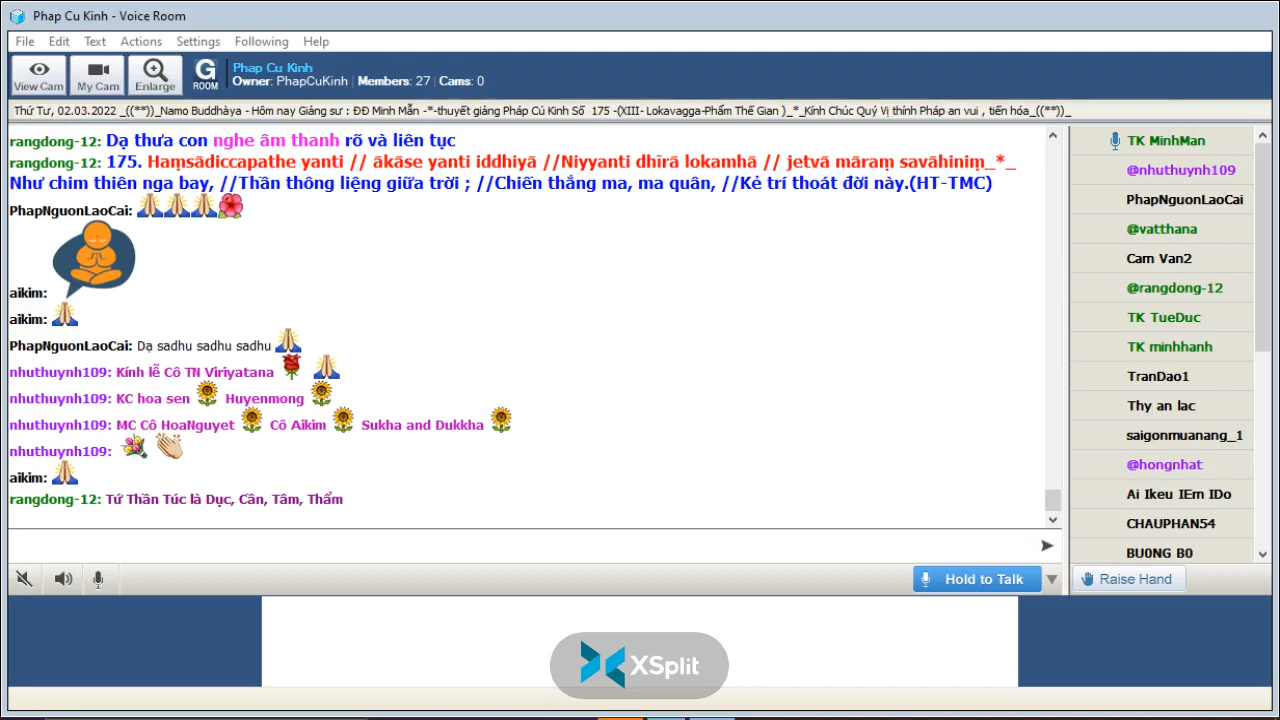 Phap Cu Kinh - Voice Room
File Edit Text Actions Settings Following Help
View Cam My Cam Enlarge G ROOM
Phap Cu Kinh
Owner: PhapCuKinh | Members: 27 | Cams: 0
Thứ Tư, 02.03.2022 _((**))_Namo Buddhàya - Hôm nay Giảng sư : ĐĐ Minh Mẫn -*-thuyết giảng Pháp Cú Kinh Số 175 -(XIII- Lokavagga-Phẩm Thế Gian )_*_Kính Chúc Quý Vị thính Pháp an vui , tiến hóa_((**))_
rangdong-12: Dạ thưa con nghe âm thanh rõ và liên tục
rangdong-12: 175. Haṃsādiccapathe yanti // ākāse yanti iddhiyā //Niyyanti dhīrā lokamhā // jetvā māraṃ savāhiniṃ_*_
Như chim thiên nga bay, //Thần thông liệng giữa trời ; //Chiến thắng ma, ma quân, //Kẻ trí thoát đời này.(HT-TMC)
PhapNguonLaoCai:
aikim:
aikim:
PhapNguonLaoCai: Dạ sadhu sadhu sadhu
nhuthuynh109: Kính lễ Cô TN Viriyatana
nhuthuynh109: KC hoa sen Huyenmong
nhuthuynh109: MC Cô HoaNguyet Cô Aikim Sukha and Dukkha
nhuthuynh109:
aikim:
rangdong-12: Tứ Thần Túc là Dục, Cần, Tâm, Thẩm
TK MinhMan
@nhuthuynh109
PhapNguonLaoCai
@vatthana
Cam Van2
@rangdong-12
TK TueDuc
TK minhhanh
TranDao1
Thy an lac
saigonmuanang_1
@hongnhat
Ai Ikeu IEm IDo
CHAUPHAN54
BU0NG B0
Hold to Talk
Raise Hand
XSplit